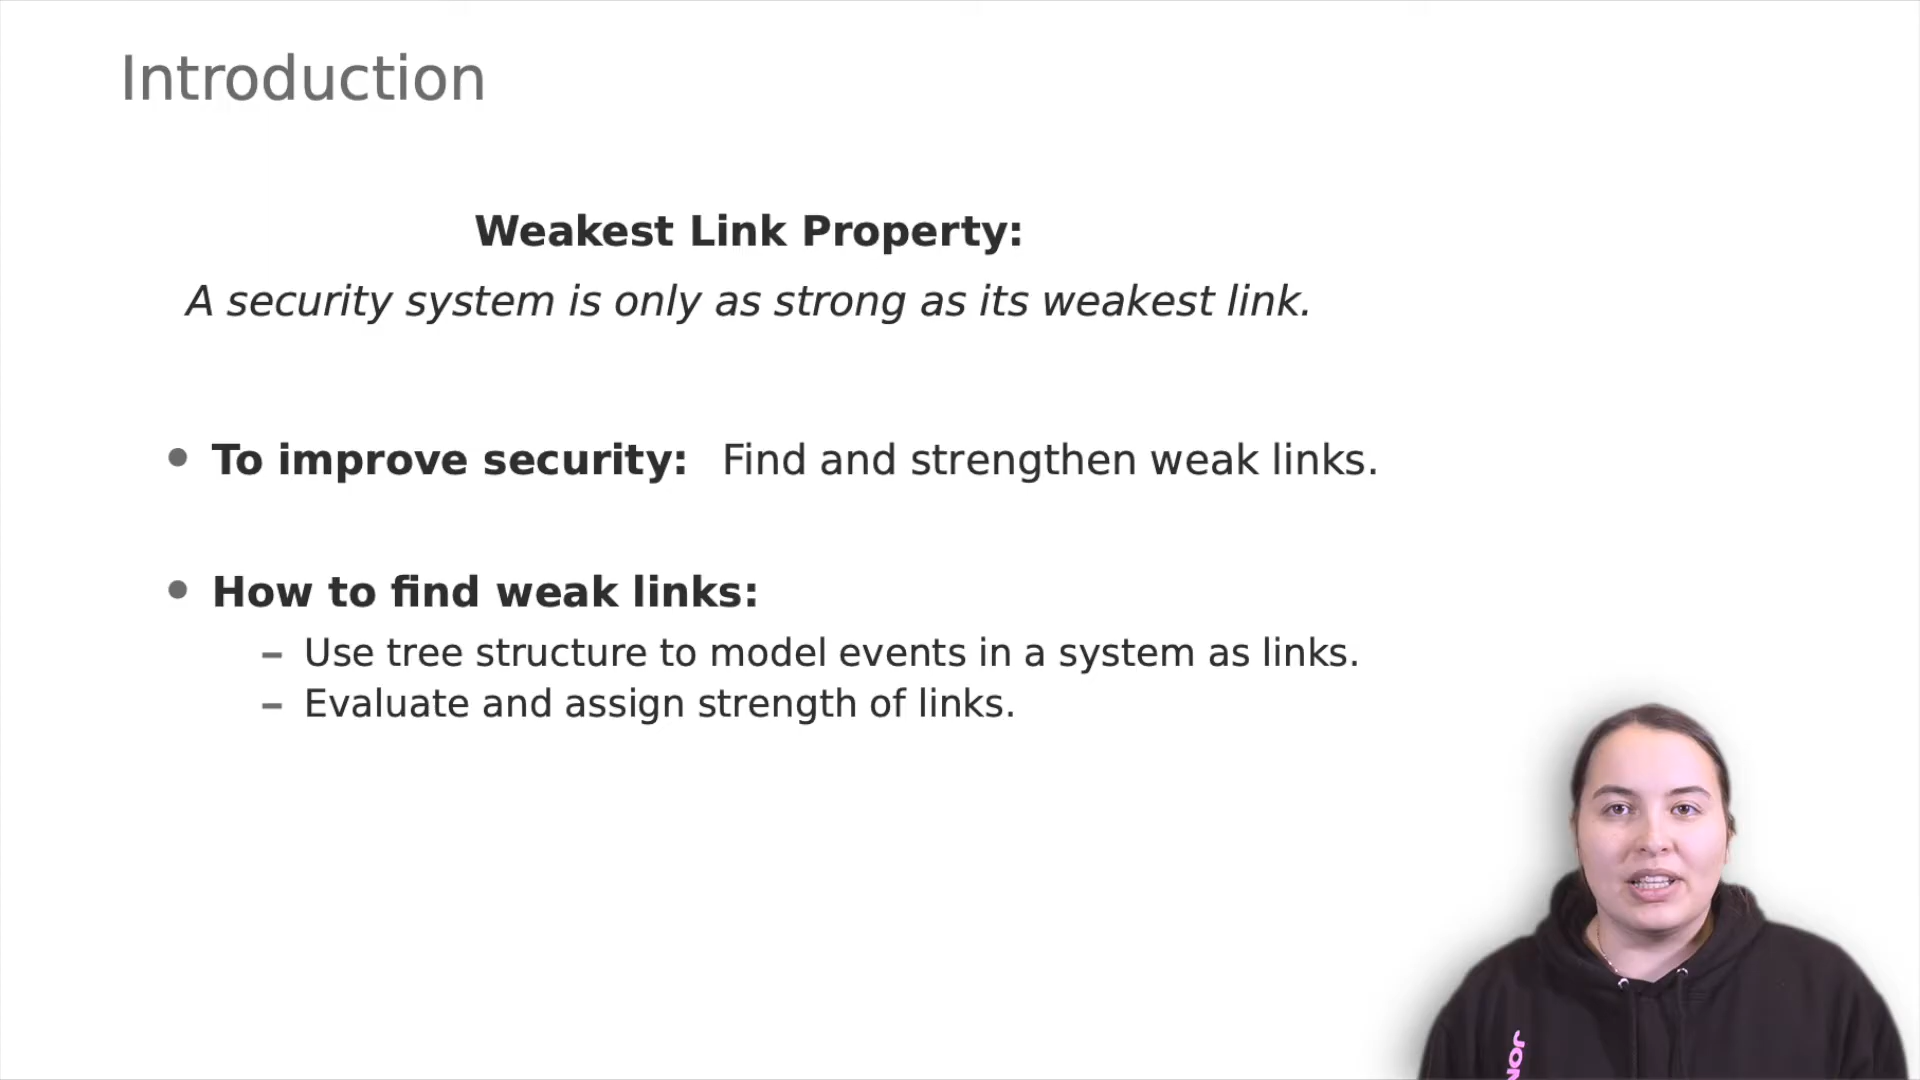 Introduction
Weakest Link Property:
A security system is only as strong as its weakest link.
• To improve security: Find and strengthen weak links.
• How to find weak links:
– Use tree structure to model events in a system as links.
– Evaluate and assign strength of links.